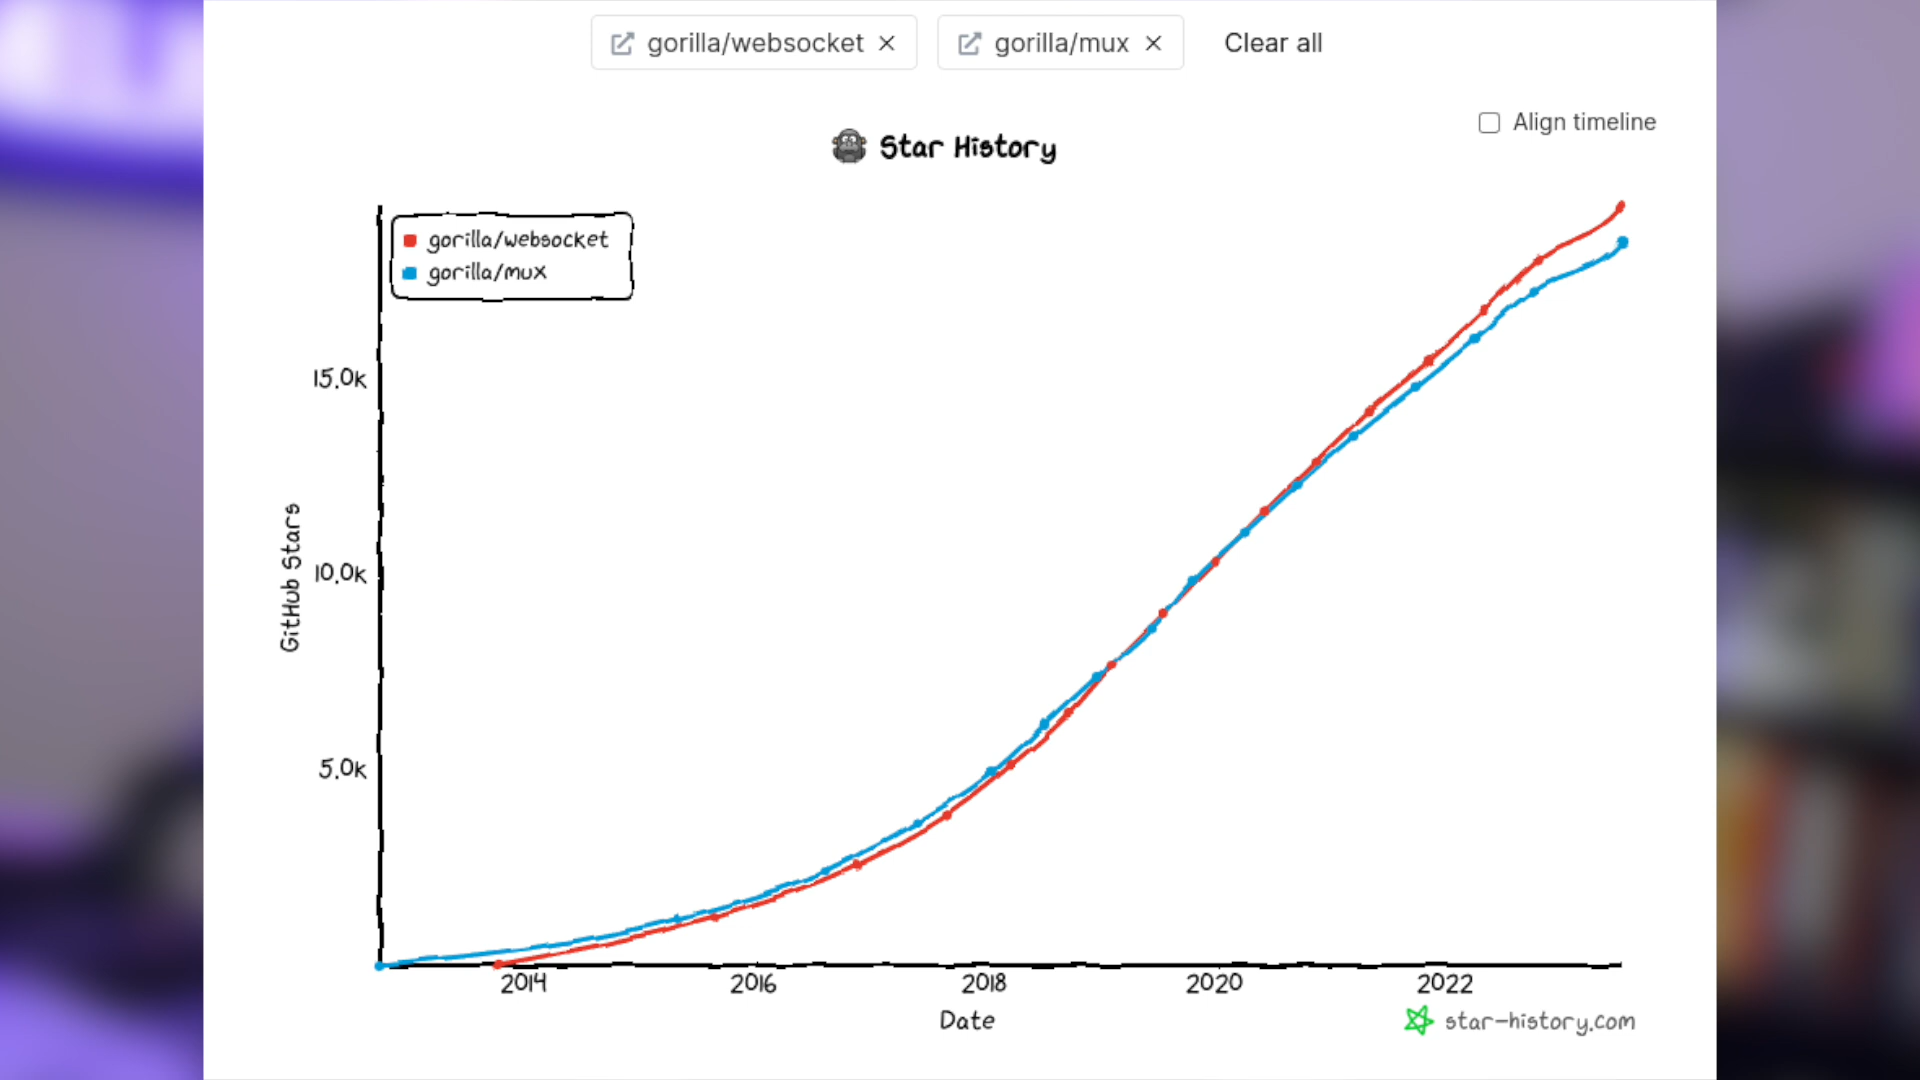 gorilla/websocket × gorilla/mux × Clear all
Align timeline
Star History
gorilla/websocket
gorilla/mux
15.0k
10.0k
5.0k
GitHub Stars
2014 2016 2018 2020 2022
Date
star-history.com